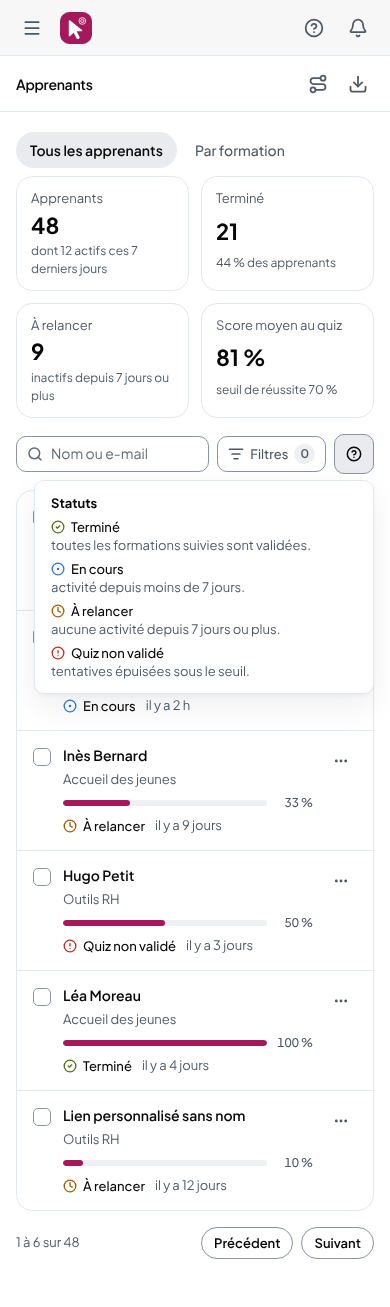 Apprenants
Tous les apprenants
Par formation
Apprenants
48
dont 12 actifs ces 7
derniers jours
Terminé
21
44 % des apprenants
À relancer
9
inactifs depuis 7 jours ou
plus
Score moyen au quiz
81 %
seuil de réussite 70 %
Nom ou e-mail
Filtres 0
Statuts
Terminé
toutes les formations suivies sont validées.
En cours
activité depuis moins de 7 jours.
À relancer
aucune activité depuis 7 jours ou plus.
Quiz non validé
tentatives épuisées sous le seuil.
En cours il y a 2 h
Inès Bernard
Accueil des jeunes
33 %
À relancer il y a 9 jours
Hugo Petit
Outils RH
50 %
Quiz non validé il y a 3 jours
Léa Moreau
Accueil des jeunes
100 %
Terminé il y a 4 jours
Lien personnalisé sans nom
Outils RH
10 %
À relancer il y a 12 jours
1 à 6 sur 48
Précédent
Suivant